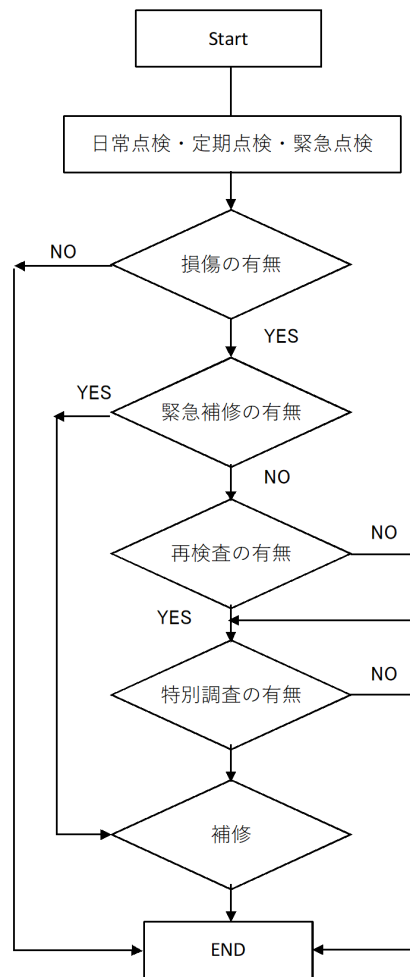 Start
日常点検・定期点検・緊急点検
NO
損傷の有無
YES
YES
緊急補修の有無
NO
NO
再検査の有無
YES
NO
特別調査の有無
補修
END